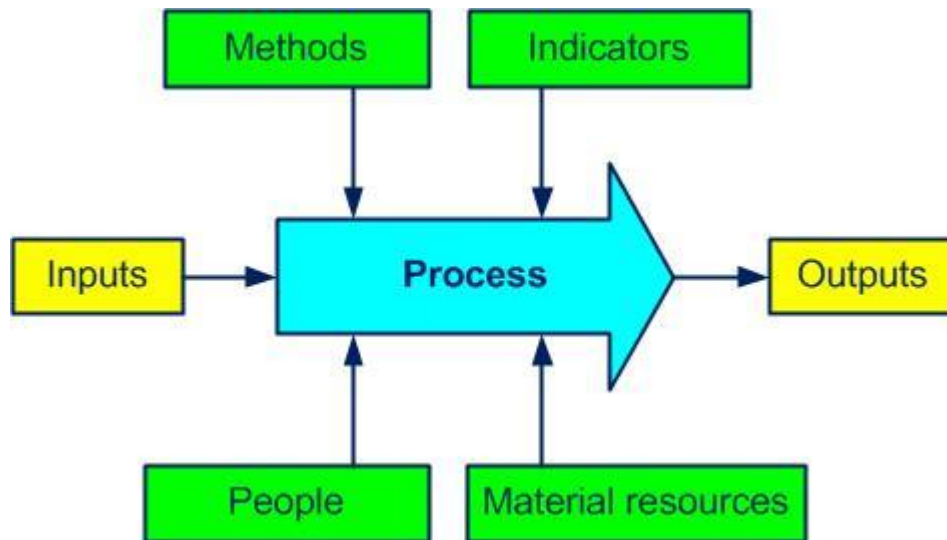 Methods
Indicators
Inputs
Process
Outputs
People
Material resources